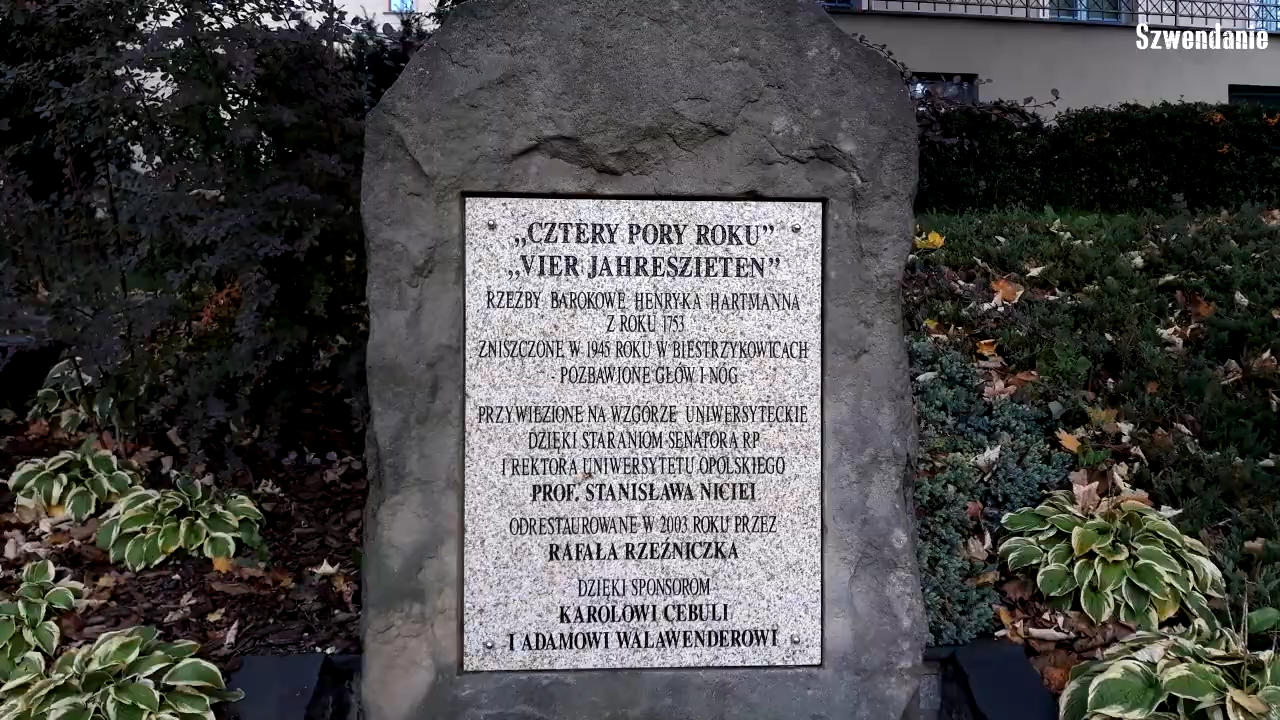 Szwendanie
„CZTERY PORY ROKU”
„VIER JAHRESZIETEN”
RZEŹBY BAROKOWE HENRYKA HARTMANNA
Z ROKU 1753
ZNISZCZONE W 1945 ROKU W BIESTRZYKOWICACH
POZBAWIONE GŁÓW I NÓG
PRZYWIEZIONE NA WZGÓRZE UNIWERSYTECKIE
DZIĘKI STARANIOM SENATORA RP
I REKTORA UNIWERSYTETU OPOLSKIEGO
PROF. STANISŁAWA NICIEI
ODRESTAUROWANE W 2003 ROKU PRZEZ
RAFAŁA RZEŹNICZKA
DZIĘKI SPONSOROM
KAROLOWI CEBULI
I ADAMOWI WALAWENDEROWI